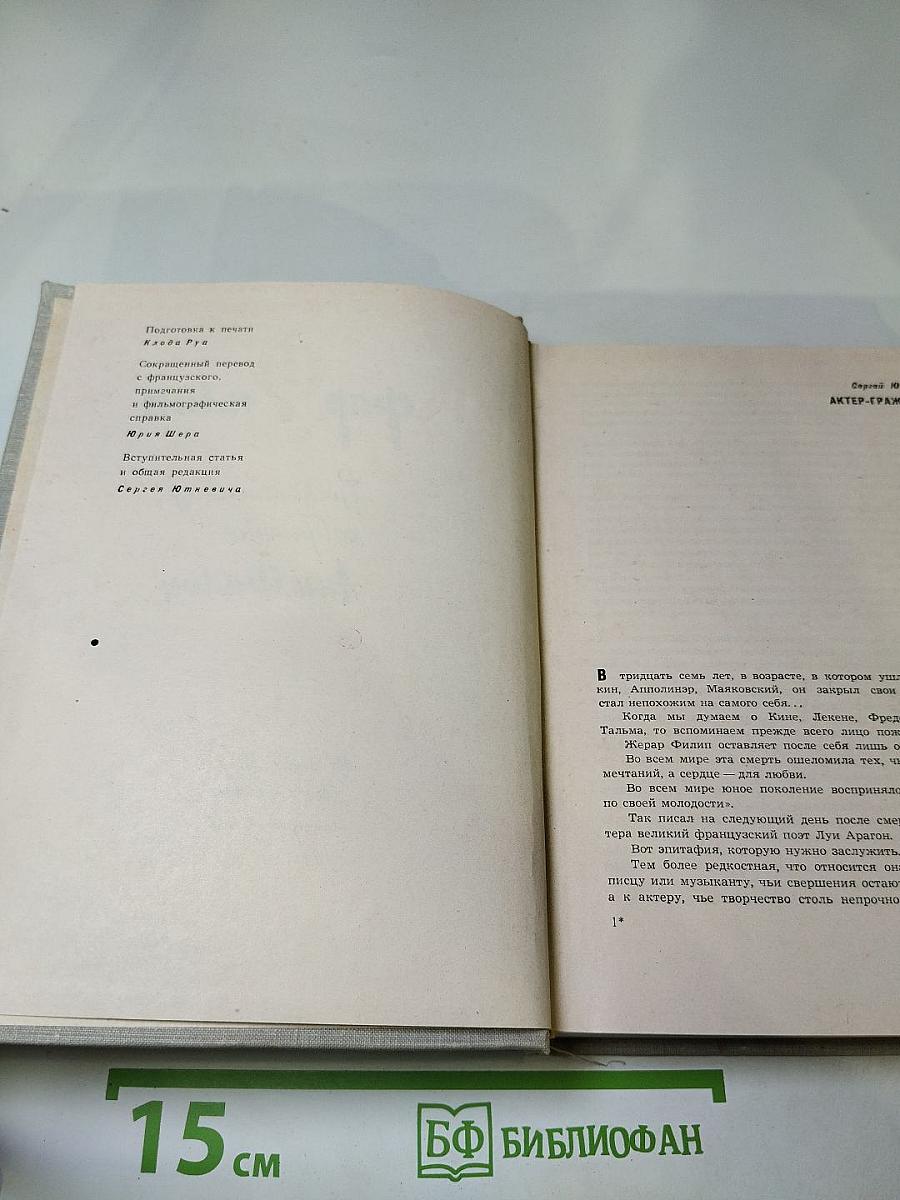 Подготовка к печати
Клода Руа
Сокращенный перевод
с французского,
примечания
и фильмографическая
справка
Юрия Шера
Вступительная статья
и общая редакция
Сергея Юткевича
Сергей Ю
АКТЕР-ГРАЖ
В тридцать семь лет, в возрасте, в котором ушл
кин, Апполинэр, Маяковский, он закрыл свои
стал непохожим на самого себя...
Когда мы думаем о Кине, Лекене, Фред
Тальма, то вспоминаем прежде всего лицо пож
Жерар Филип оставляет после себя лишь о
Во всем мире эта смерть ошеломила тех, чь
мечтаний, а сердце — для любви.
Во всем мире юное поколение восприняло
по своей молодости».
Так писал на следующий день после смер
тера великий французский поэт Луи Арагон.
Вот эпитафия, которую нужно заслужить.
Тем более редкостная, что относится она
писцу или музыканту, чьи свершения остают
а к актеру, чье творчество столь непрочно
1*
15 см
БФ БИБЛИОФАН